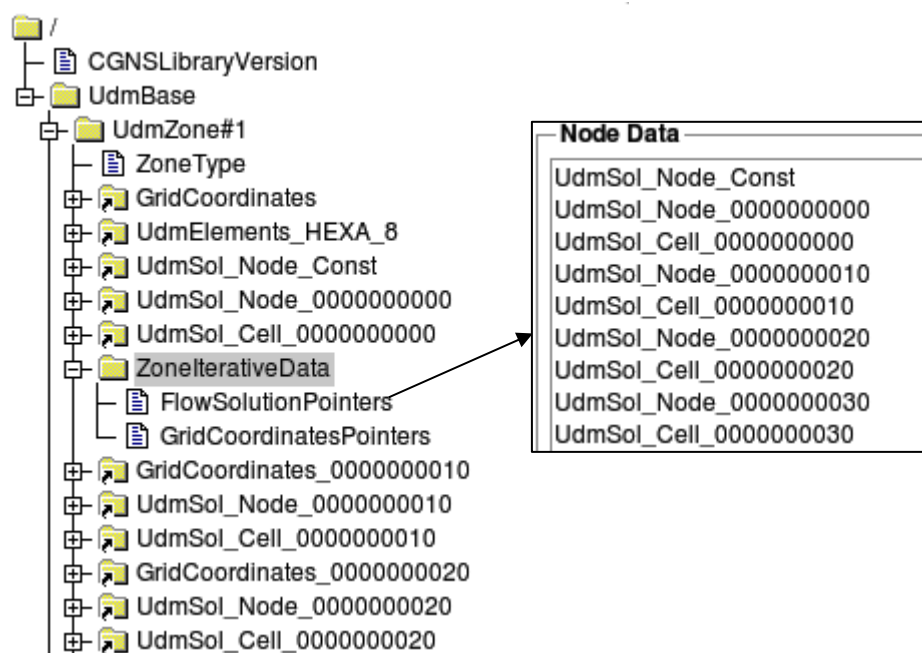 /
CGNSLibraryVersion
UdmBase
UdmZone#1
ZoneType
GridCoordinates
UdmElements_HEXA_8
UdmSol_Node_Const
UdmSol_Node_0000000000
UdmSol_Cell_0000000000
ZoneIterativeData
FlowSolutionPointers
GridCoordinatesPointers
GridCoordinates_0000000010
UdmSol_Node_0000000010
UdmSol_Cell_0000000010
GridCoordinates_0000000020
UdmSol_Node_0000000020
UdmSol_Cell_0000000020
Node Data
UdmSol_Node_Const
UdmSol_Node_0000000000
UdmSol_Cell_0000000000
UdmSol_Node_0000000010
UdmSol_Cell_0000000010
UdmSol_Node_0000000020
UdmSol_Cell_0000000020
UdmSol_Node_0000000030
UdmSol_Cell_0000000030